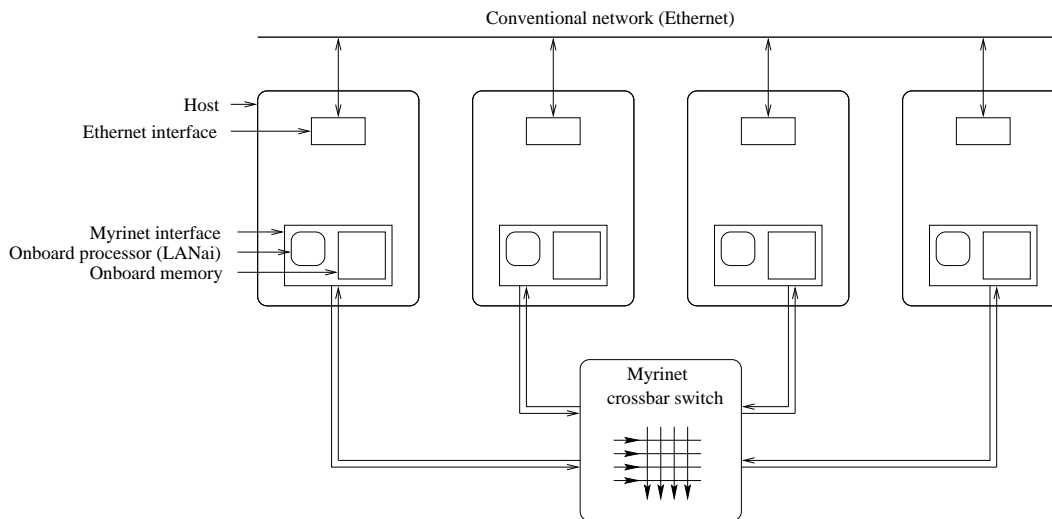 Conventional network (Ethernet)
Host
Ethernet interface
Myrinet interface
Onboard processor (LANai)
Onboard memory
Myrinet
crossbar switch